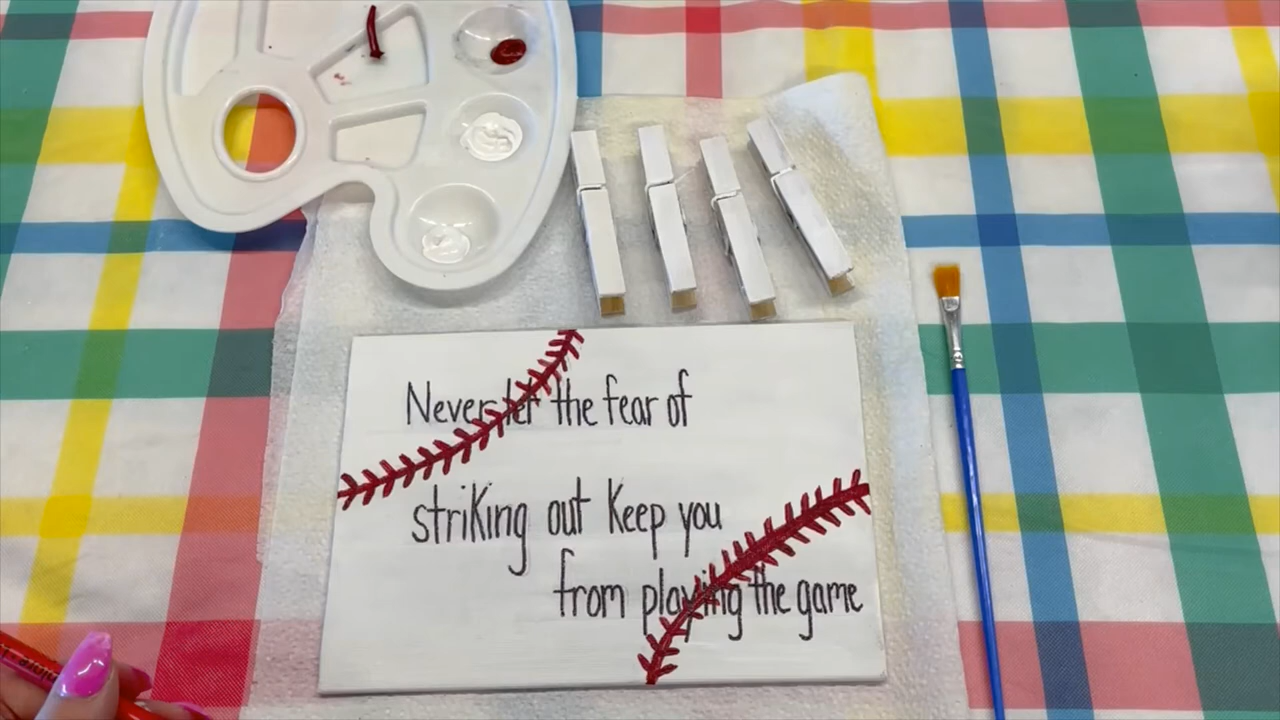 Never let the fear of
striking out keep you
from playing the game